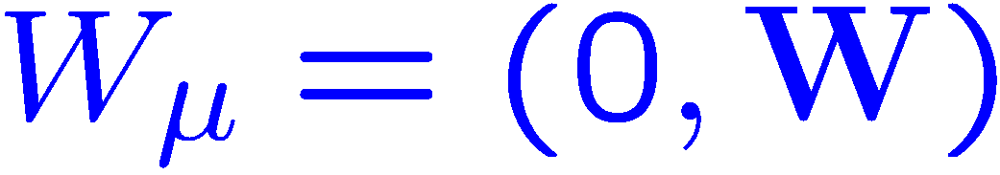 W_μ = (0, **W**)